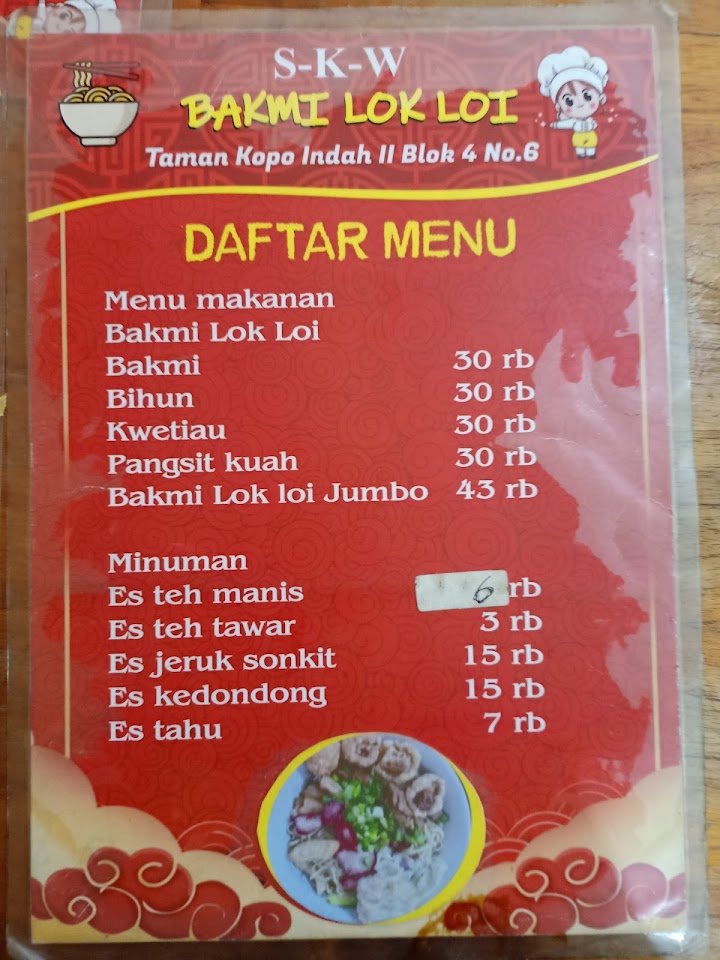 S-K-W
BAKMI LOK LOI
Taman Kopo Indah II Blok 4 No.6
DAFTAR MENU
Menu makanan
Bakmi Lok Loi
Bakmi 30 rb
Bihun 30 rb
Kwetiau 30 rb
Pangsit kuah 30 rb
Bakmi Lok loi Jumbo 43 rb
Minuman
Es teh manis 6 rb
Es teh tawar 3 rb
Es jeruk sonkit 15 rb
Es kedondong 15 rb
Es tahu 7 rb